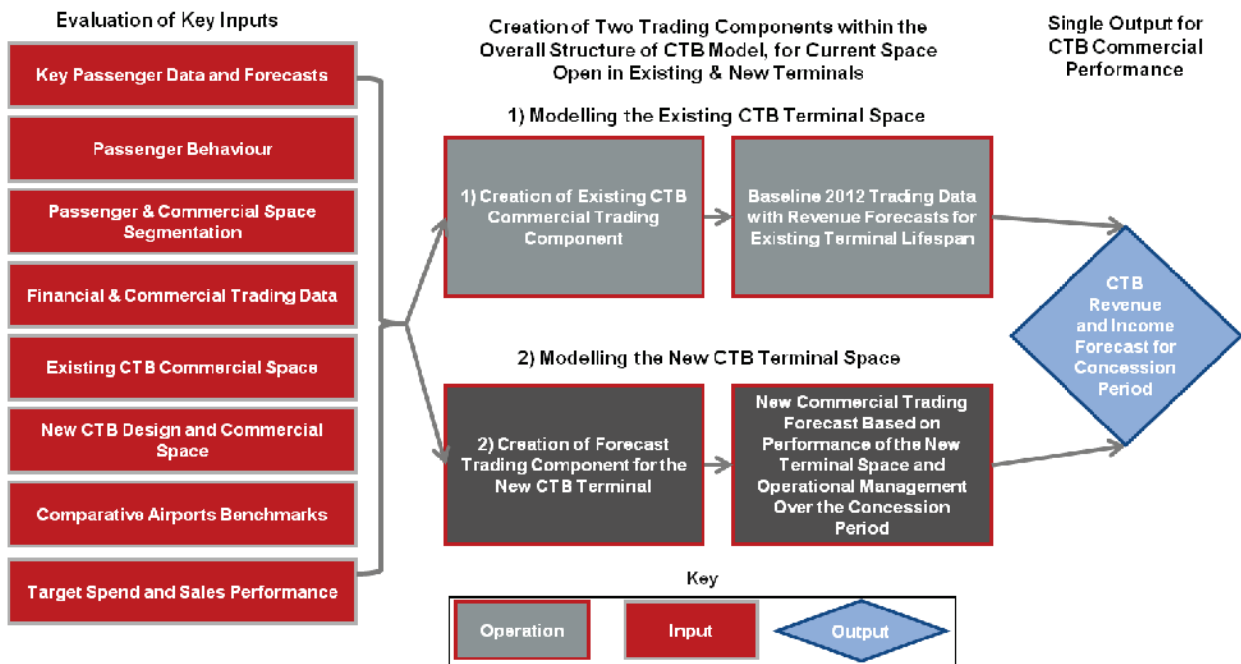 Evaluation of Key Inputs
Key Passenger Data and Forecasts
Passenger Behaviour
Passenger & Commercial Space
Segmentation
Financial & Commercial Trading Data
Existing CTB Commercial Space
New CTB Design and Commercial
Space
Comparative Airports Benchmarks
Target Spend and Sales Performance
Creation of Two Trading Components within the
Overall Structure of CTB Model, for Current Space
Open in Existing & New Terminals
1) Modelling the Existing CTB Terminal Space
1) Creation of Existing CTB
Commercial Trading
Component
Baseline 2012 Trading Data
with Revenue Forecasts for
Existing Terminal Lifespan
2) Modelling the New CTB Terminal Space
2) Creation of Forecast
Trading Component for the
New CTB Terminal
New Commercial Trading
Forecast Based on
Performance of the New
Terminal Space and
Operational Management
Over the Concession
Period
Single Output for
CTB Commercial
Performance
CTB
Revenue
and Income
Forecast for
Concession
Period
Key
Operation
Input
Output